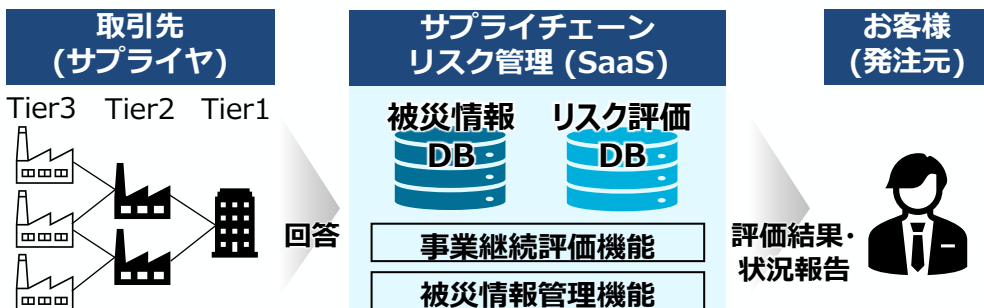 取引先
(サプライヤ)
Tier3 Tier2 Tier1
回答
サプライチェーン
リスク管理 (SaaS)
被災情報
DB
リスク評価
DB
事業継続評価機能
被災情報管理機能
評価結果・
状況報告
お客様
(発注元)